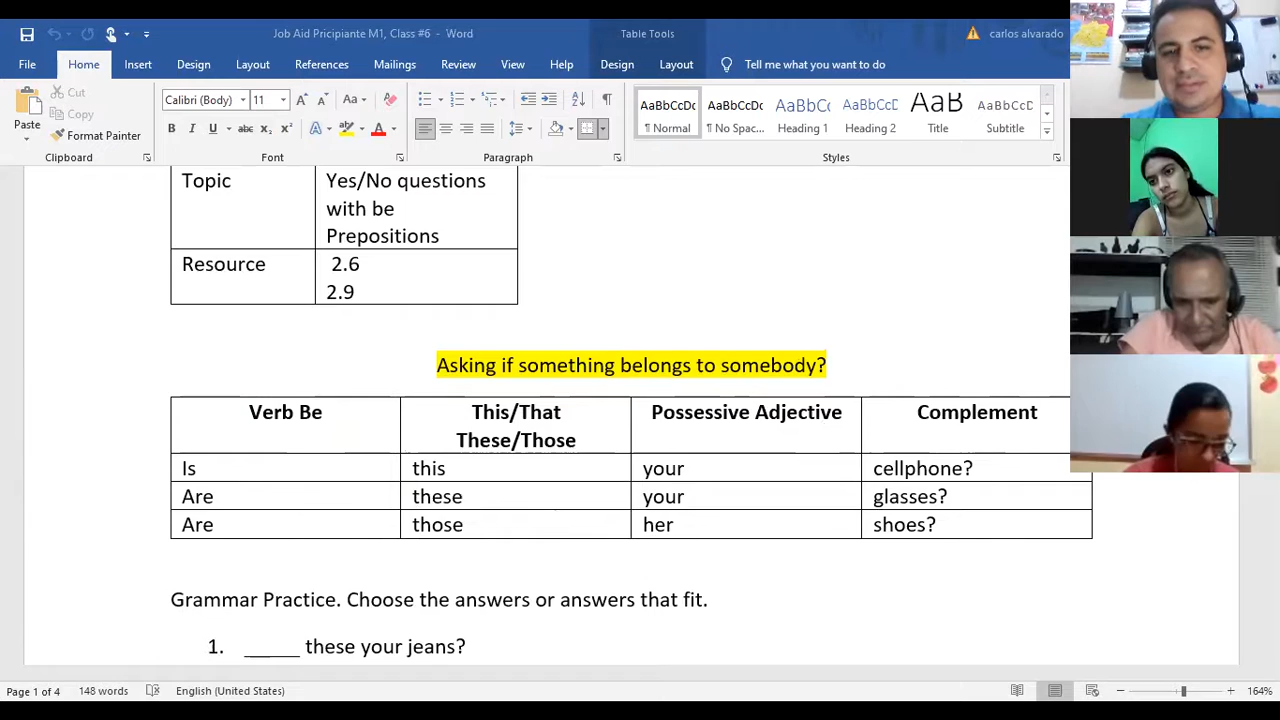 Job Aid Pricipiante M1, Class #6 - Word
Table Tools
carlos alvarado
File Home Insert Design Layout References Mailings Review View Help Design Layout Tell me what you want to do
Paste
Cut
Copy
Format Painter
Calibri (Body) 11
AaBbCcDc AaBbCcDc AaBbCc AaBbCcD AaB AaBbCcD
¶ Normal ¶ No Spac... Heading 1 Heading 2 Title Subtitle
Clipboard Font Paragraph Styles
Topic Yes/No questions
with be
Prepositions
Resource 2.6
2.9
Asking if something belongs to somebody?
Verb Be This/That Possessive Adjective Complement
These/Those
Is this your cellphone?
Are these your glasses?
Are those her shoes?
Grammar Practice. Choose the answers or answers that fit.
1. _____ these your jeans?
Page 1 of 4 148 words English (United States) 164%